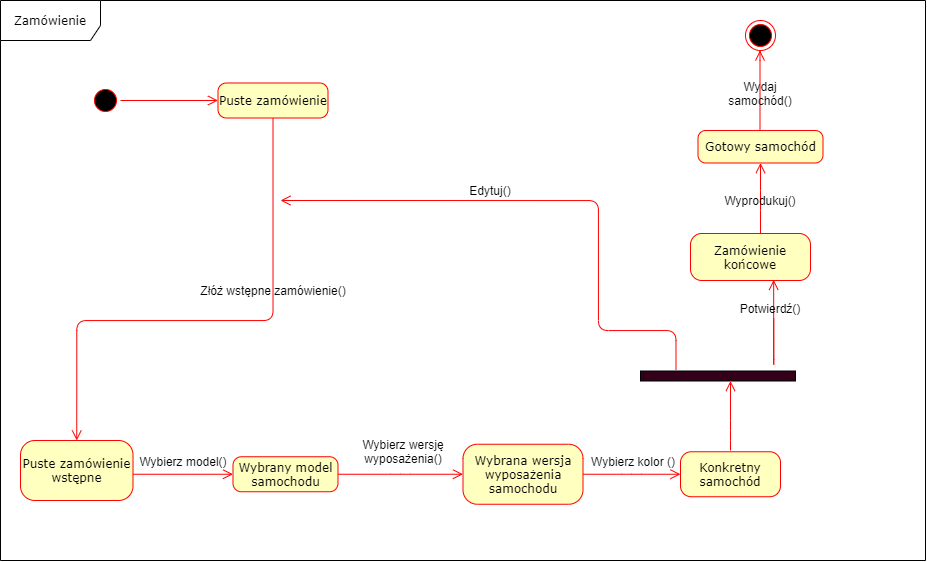 Zamówienie
Puste zamówienie
Złóż wstępne zamówienie()
Puste zamówienie
wstępne
Wybierz model()
Wybrany model
samochodu
Wybierz wersję
wyposażenia()
Wybrana wersja
wyposażenia
samochodu
Wybierz kolor ()
Konkretny
samochód
Edytuj()
Potwierdź()
Zamówienie
końcowe
Wyprodukuj()
Gotowy samochód
Wydaj
samochód()